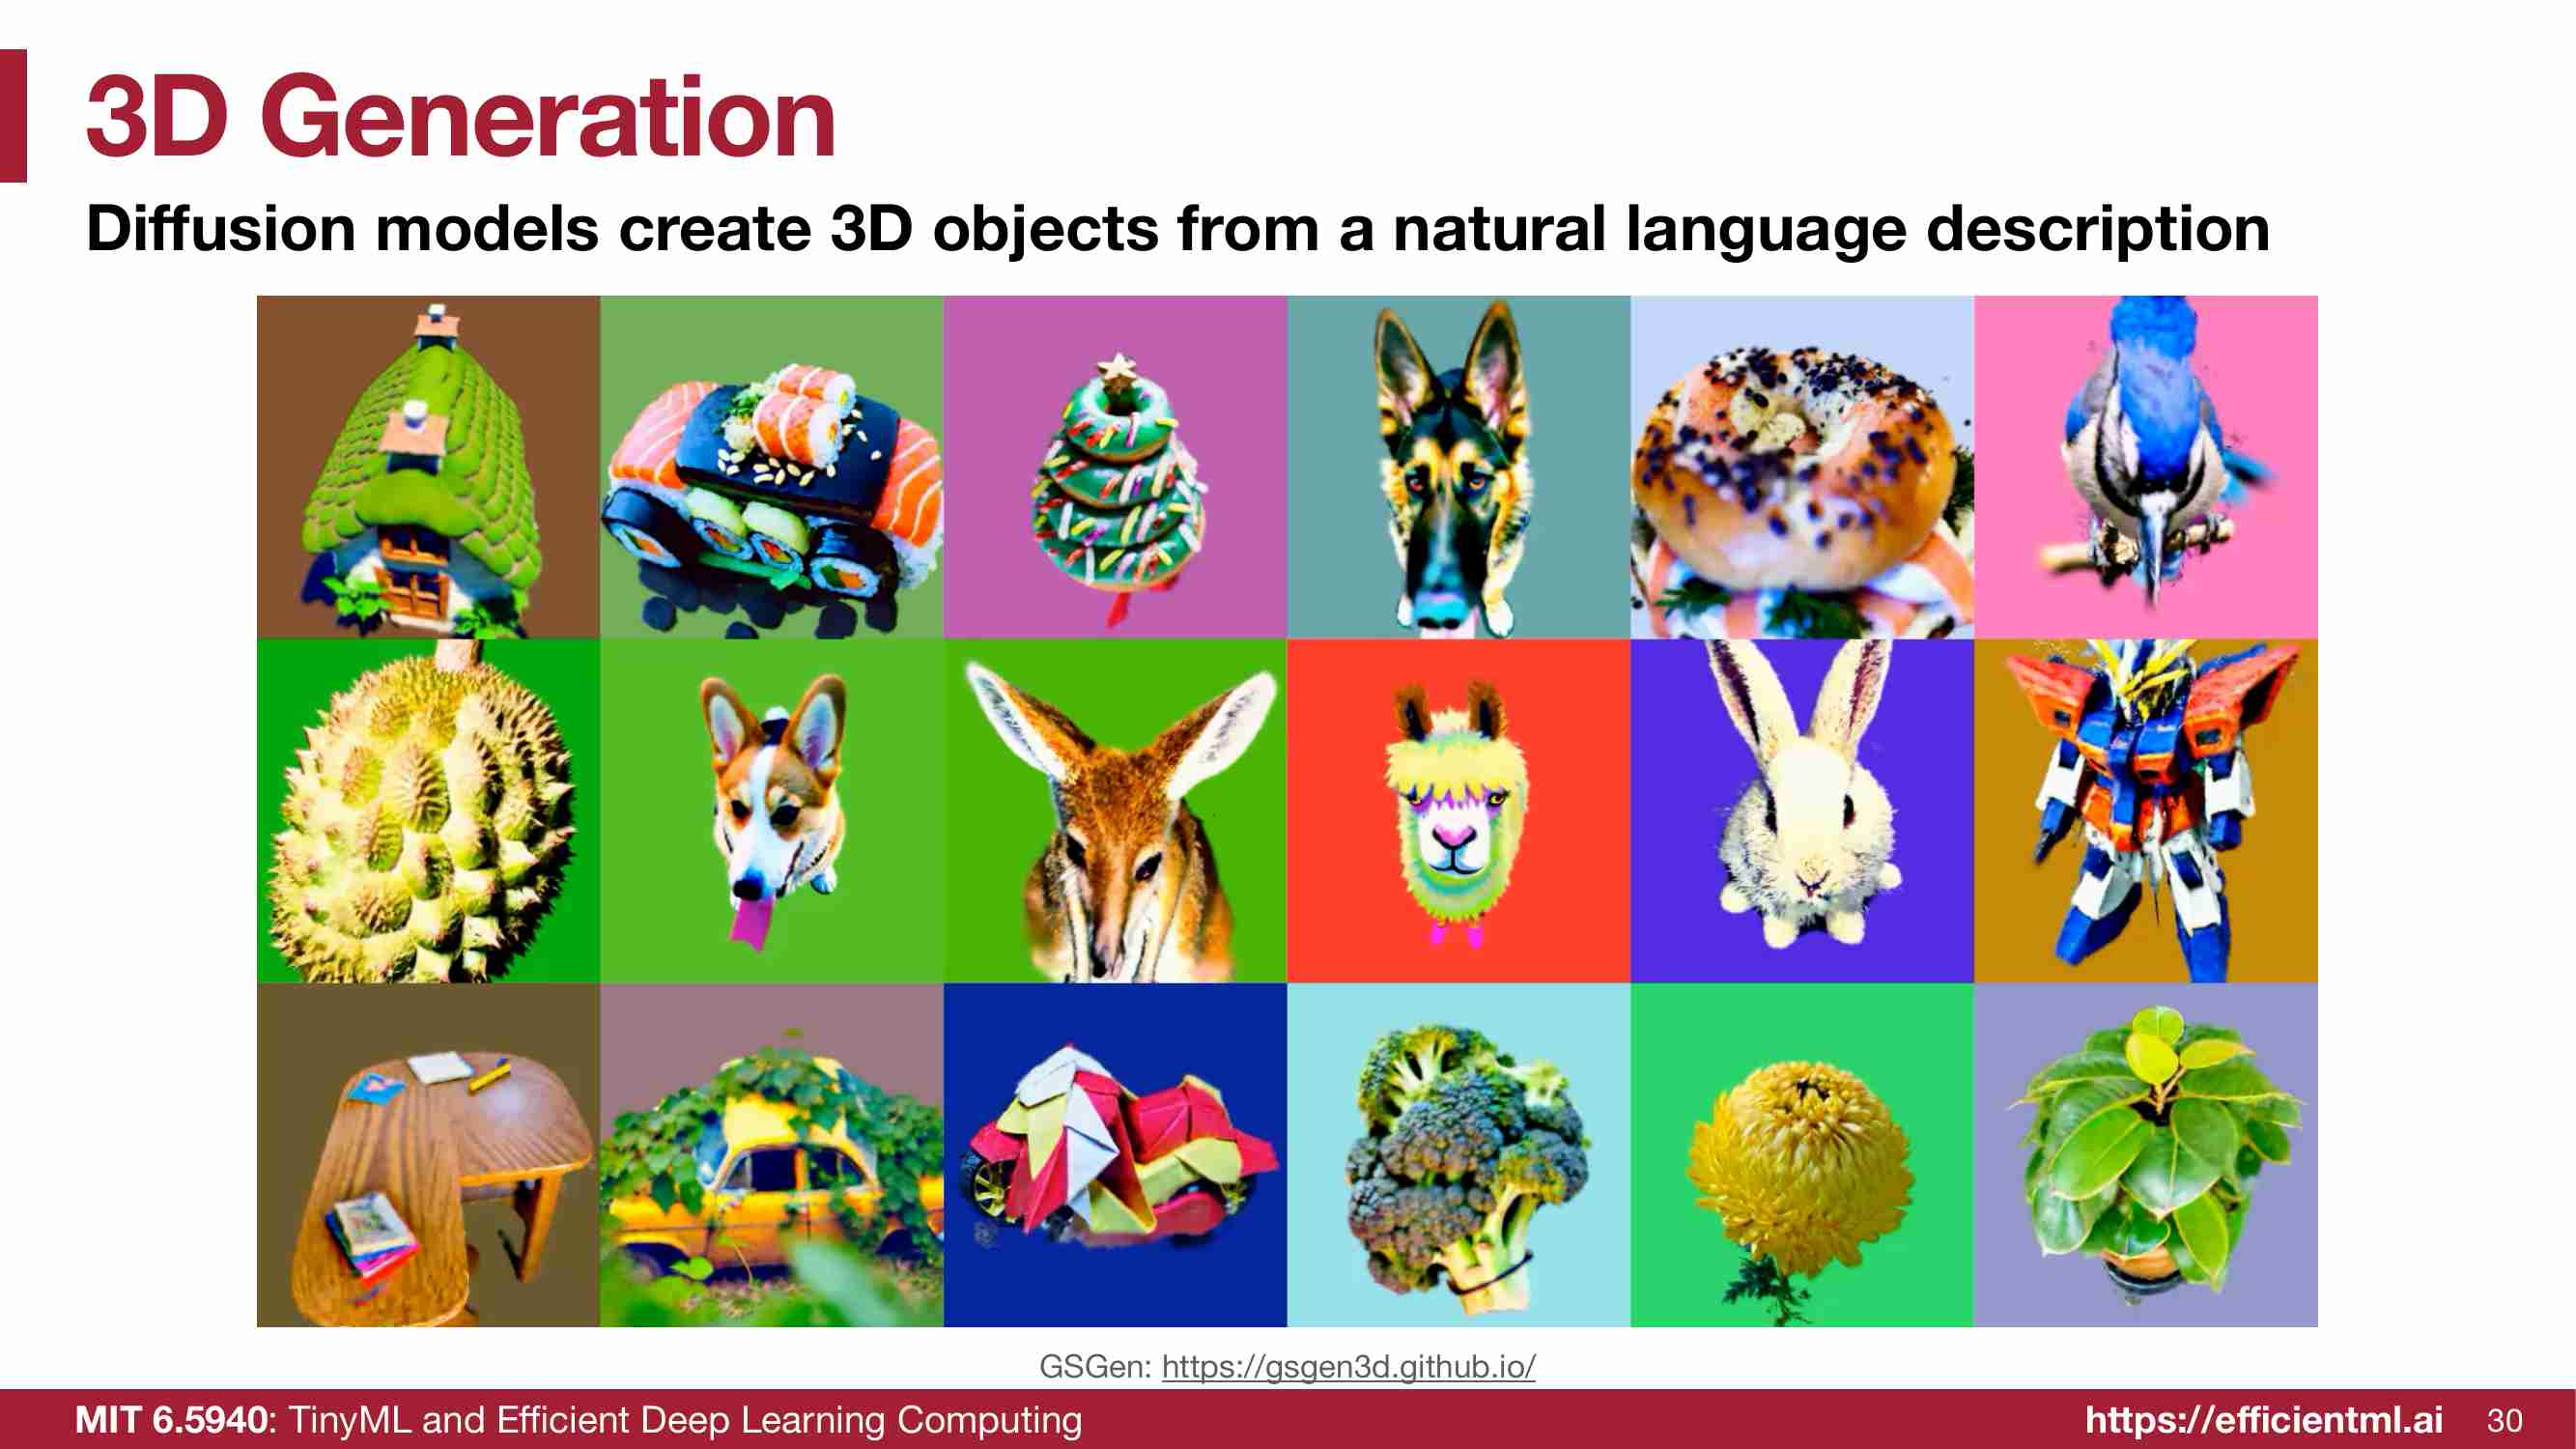 3D Generation
Diffusion models create 3D objects from a natural language description
GSGen: https://gsgen3d.github.io/
MIT 6.5940: TinyML and Efficient Deep Learning Computing
https://efficientml.ai
30